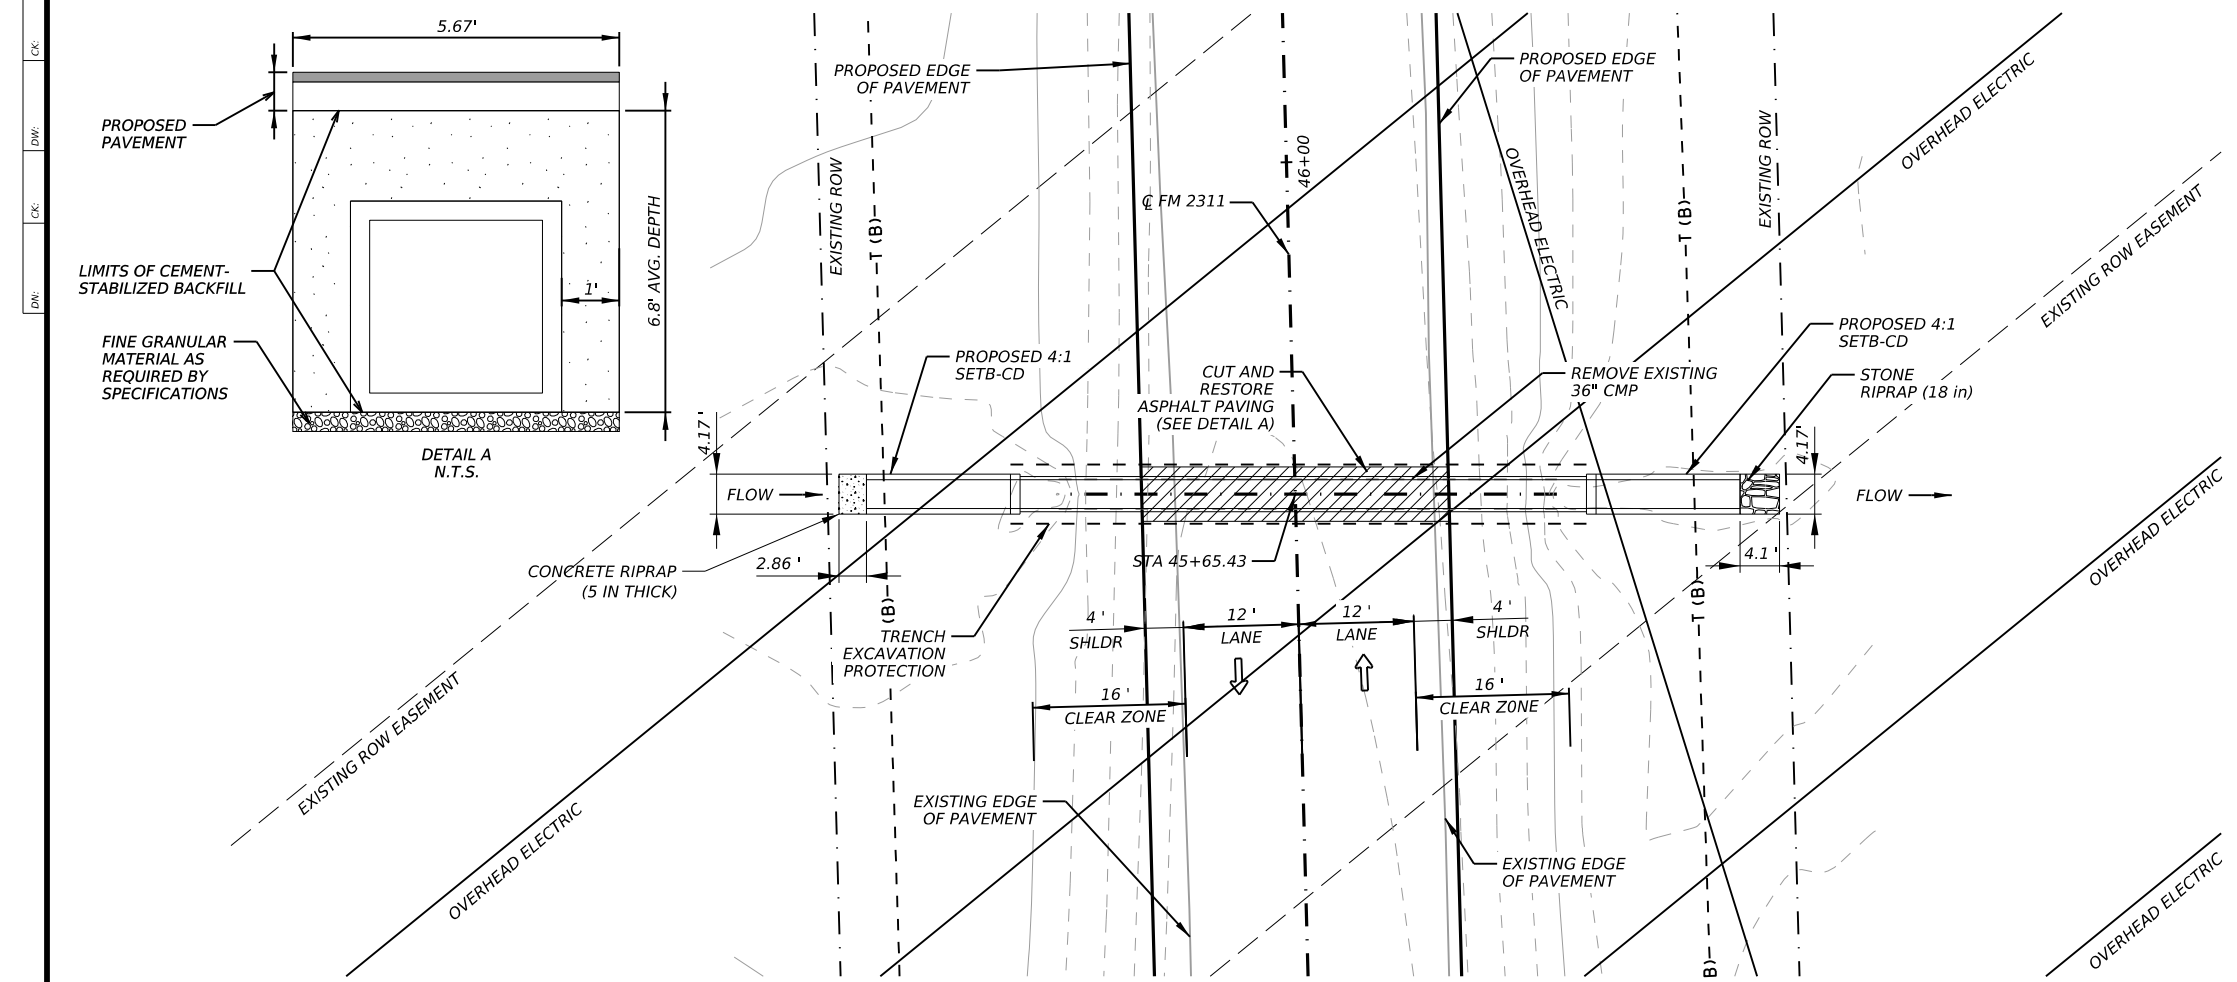 CK:
DW:
CK:
DN:
5.67'
PROPOSED
PAVEMENT
LIMITS OF CEMENT-
STABILIZED BACKFILL
1'
6.8' AVG. DEPTH
FINE GRANULAR
MATERIAL AS
REQUIRED BY
SPECIFICATIONS
DETAIL A
N.T.S.
PROPOSED EDGE
OF PAVEMENT
PROPOSED EDGE
OF PAVEMENT
EXISTING ROW
T (B)
46+00
℄ FM 2311
OVERHEAD ELECTRIC
T (B)
EXISTING ROW
OVERHEAD ELECTRIC
EXISTING ROW EASEMENT
PROPOSED 4:1
SETB-CD
CUT AND
RESTORE
ASPHALT PAVING
(SEE DETAIL A)
REMOVE EXISTING
36" CMP
PROPOSED 4:1
SETB-CD
STONE
RIPRAP (18 in)
4.17'
FLOW
4.17'
FLOW
4.1 '
CONCRETE RIPRAP
(5 IN THICK)
2.86 '
STA 45+65.43
(B)
T (B)
TRENCH
EXCAVATION
PROTECTION
4 '
SHLDR
12 '
LANE
12 '
LANE
4 '
SHLDR
16 '
CLEAR ZONE
16 '
CLEAR Z0NE
EXISTING ROW EASEMENT
OVERHEAD ELECTRIC
EXISTING EDGE
OF PAVEMENT
EXISTING EDGE
OF PAVEMENT
OVERHEAD ELECTRIC
OVERHEAD ELECTRIC
B)